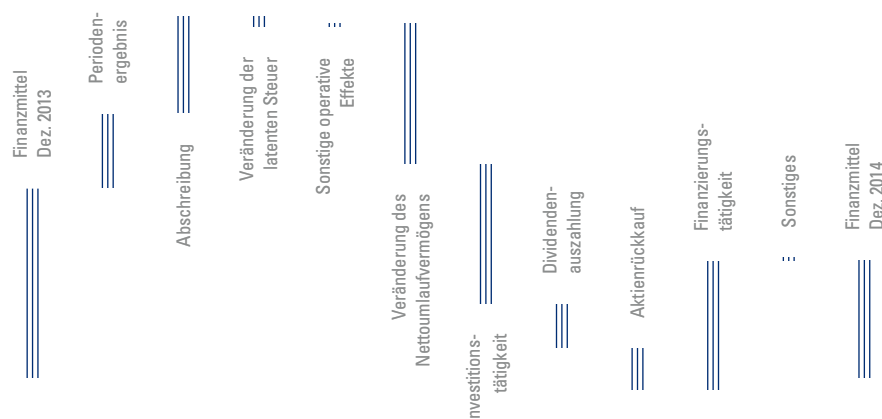 Finanzmittel
Dez. 2013
Perioden-
ergebnis
Abschreibung
Veränderung der
latenten Steuer
Sonstige operative
Effekte
Veränderung des
Nettoumlaufvermögens
nvestitions-
tätigkeit
Dividenden-
auszahlung
Aktienrückkauf
Finanzierungs-
tätigkeit
Sonstiges
Finanzmittel
Dez. 2014